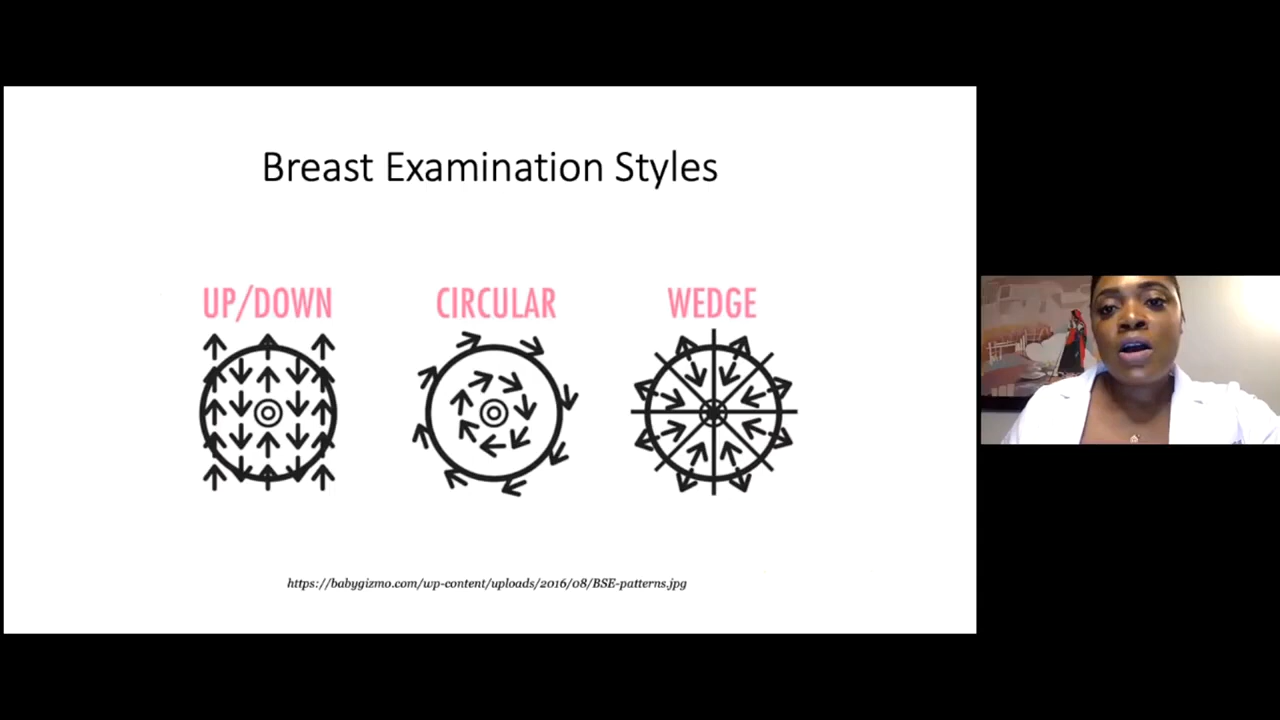 Breast Examination Styles
UP/DOWN
CIRCULAR
WEDGE
https://babygizmo.com/wp-content/uploads/2016/08/BSE-patterns.jpg